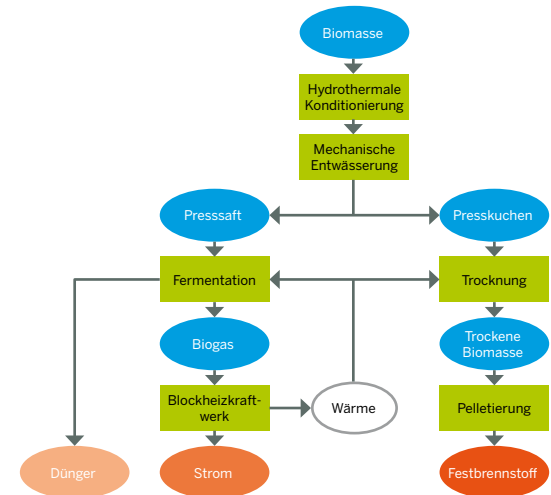 Biomasse
Hydrothermale
Konditionierung
Mechanische
Entwässerung
Presssaft
Presskuchen
Fermentation
Trocknung
Biogas
Trockene
Biomasse
Blockheizkraft-
werk
Wärme
Pelletierung
Dünger
Strom
Festbrennstoff